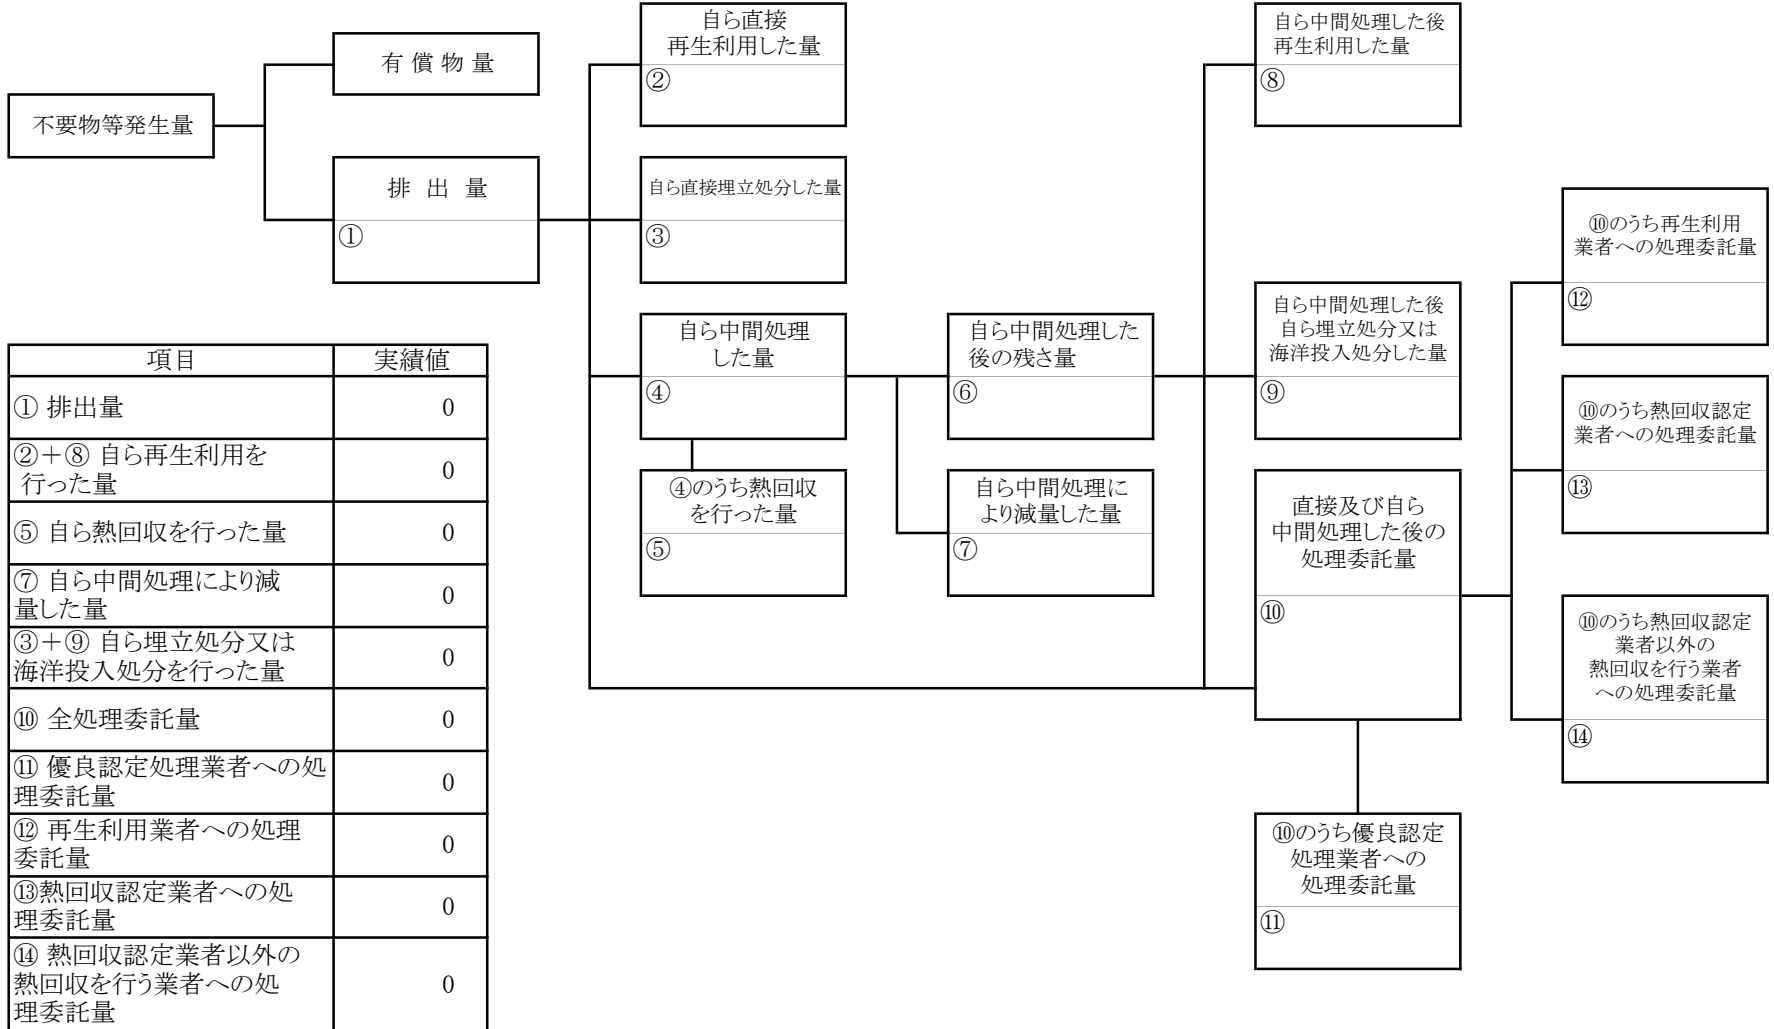 不要物等発生量
有 償 物 量
排 出 量
①
自ら直接
再生利用した量
②
自ら直接埋立処分した量
③
自ら中間処理
した量
④
④のうち熱回収
を行った量
⑤
自ら中間処理した
後の残さ量
⑥
自ら中間処理に
より減量した量
⑦
自ら中間処理した後
再生利用した量
⑧
自ら中間処理した後
自ら埋立処分又は
海洋投入処分した量
⑨
直接及び自ら
中間処理した後の
処理委託量
⑩
⑩のうち優良認定
処理業者への
処理委託量
⑪
⑩のうち再生利用
業者への処理委託量
⑫
⑩のうち熱回収認定
業者への処理委託量
⑬
⑩のうち熱回収認定
業者以外の
熱回収を行う業者
への処理委託量
⑭
項目 実績値
① 排出量 0
②+⑧ 自ら再生利用を
行った量 0
⑤ 自ら熱回収を行った量 0
⑦ 自ら中間処理により減
量した量 0
③+⑨ 自ら埋立処分又は
海洋投入処分を行った量 0
⑩ 全処理委託量 0
⑪ 優良認定処理業者への処
理委託量 0
⑫ 再生利用業者への処理
委託量 0
⑬熱回収認定業者への処
理委託量 0
⑭ 熱回収認定業者以外の
熱回収を行う業者への処
理委託量 0